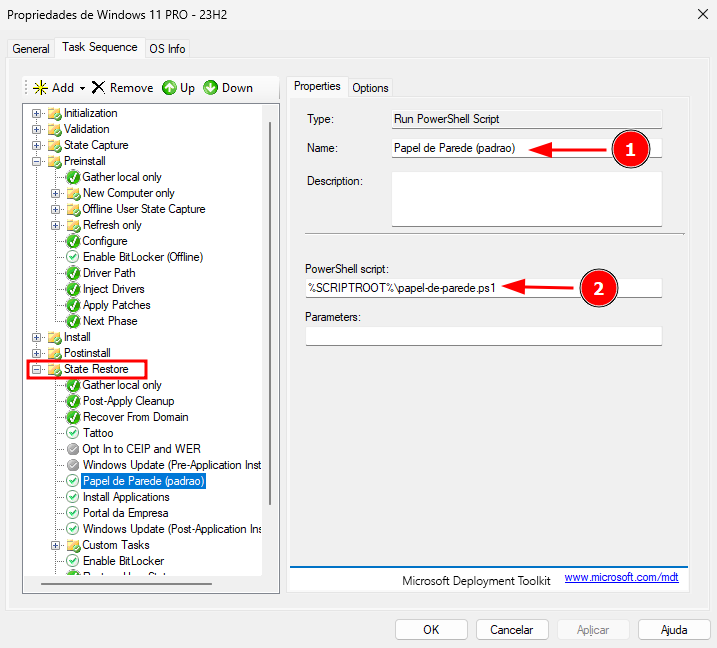 Propriedades de Windows 11 PRO - 23H2
General
Task Sequence
OS Info
Add
Remove
Up
Down
Initialization
Validation
State Capture
Preinstall
Gather local only
New Computer only
Offline User State Capture
Refresh only
Configure
Enable BitLocker (Offline)
Driver Path
Inject Drivers
Apply Patches
Next Phase
Install
Postinstall
State Restore
Gather local only
Post-Apply Cleanup
Recover From Domain
Tattoo
Opt In to CEIP and WER
Windows Update (Pre-Application Inst
Papel de Parede (padrao)
Install Applications
Portal da Empresa
Windows Update (Post-Application Ins
Custom Tasks
Enable BitLocker
Properties
Options
Type:
Run PowerShell Script
Name:
Papel de Parede (padrao)
1
Description:
PowerShell script:
%SCRIPTROOT%\papel-de-parede.ps1
2
Parameters:
Microsoft Deployment Toolkit
www.microsoft.com/mdt
OK
Cancelar
Aplicar
Ajuda